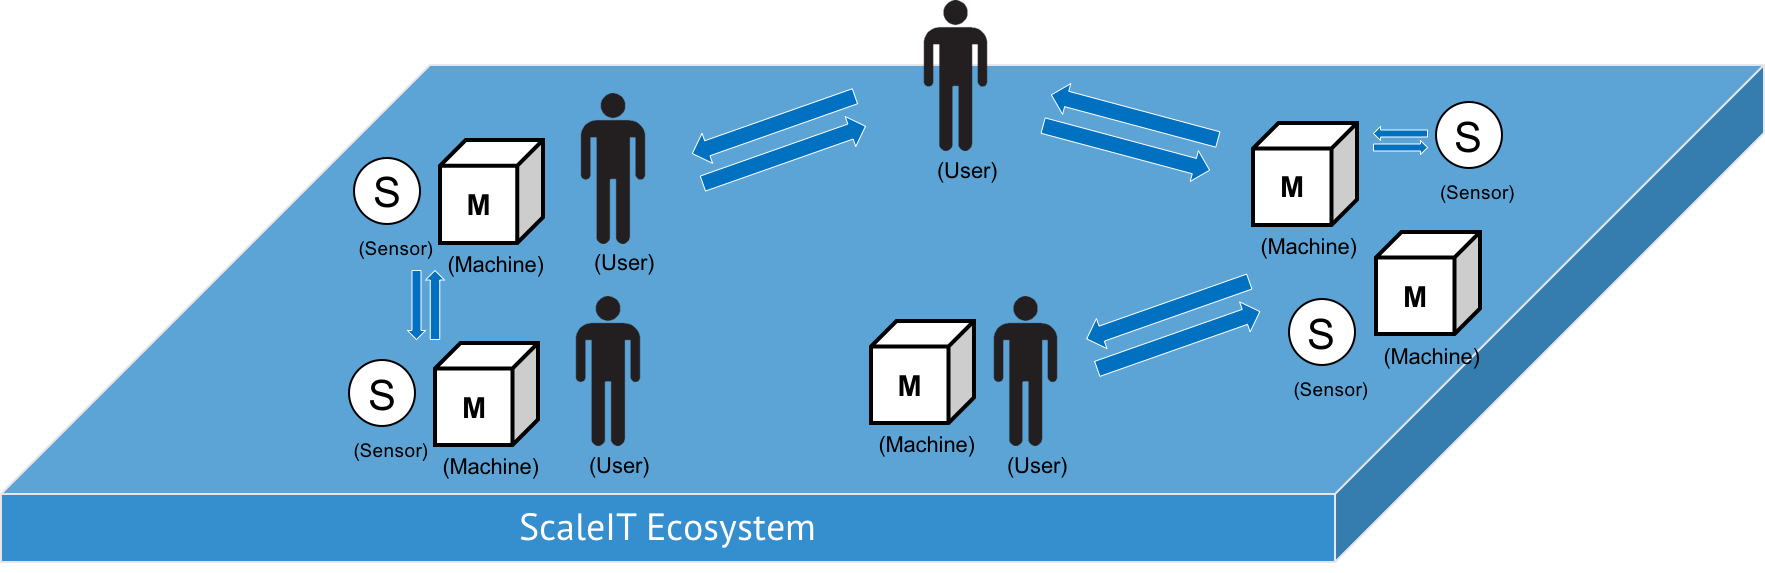 (User)
S
M
(Sensor)
(Machine)
(User)
M
(Machine)
S
(Sensor)
M
(Machine)
S
(Sensor)
S
(Sensor)
M
(Machine)
(User)
M
(Machine)
(User)
ScaleIT Ecosystem